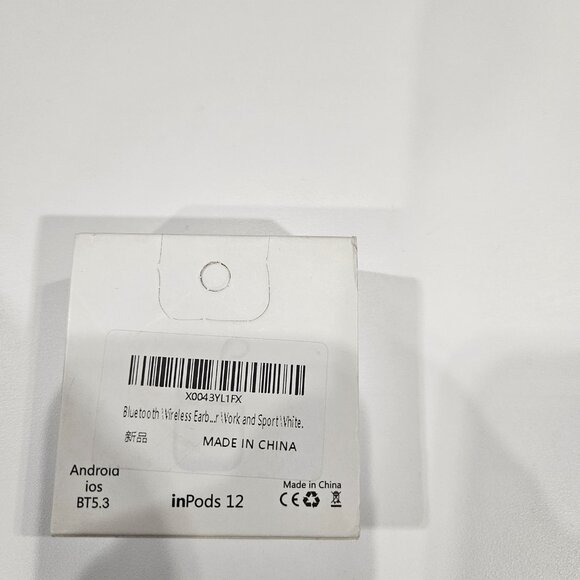 X0043YL1FX
Bluetooth Wireless Earb...r Work and Sport White.
新品 MADE IN CHINA
Android
ios
BT5.3
inPods 12
Made in China
CE